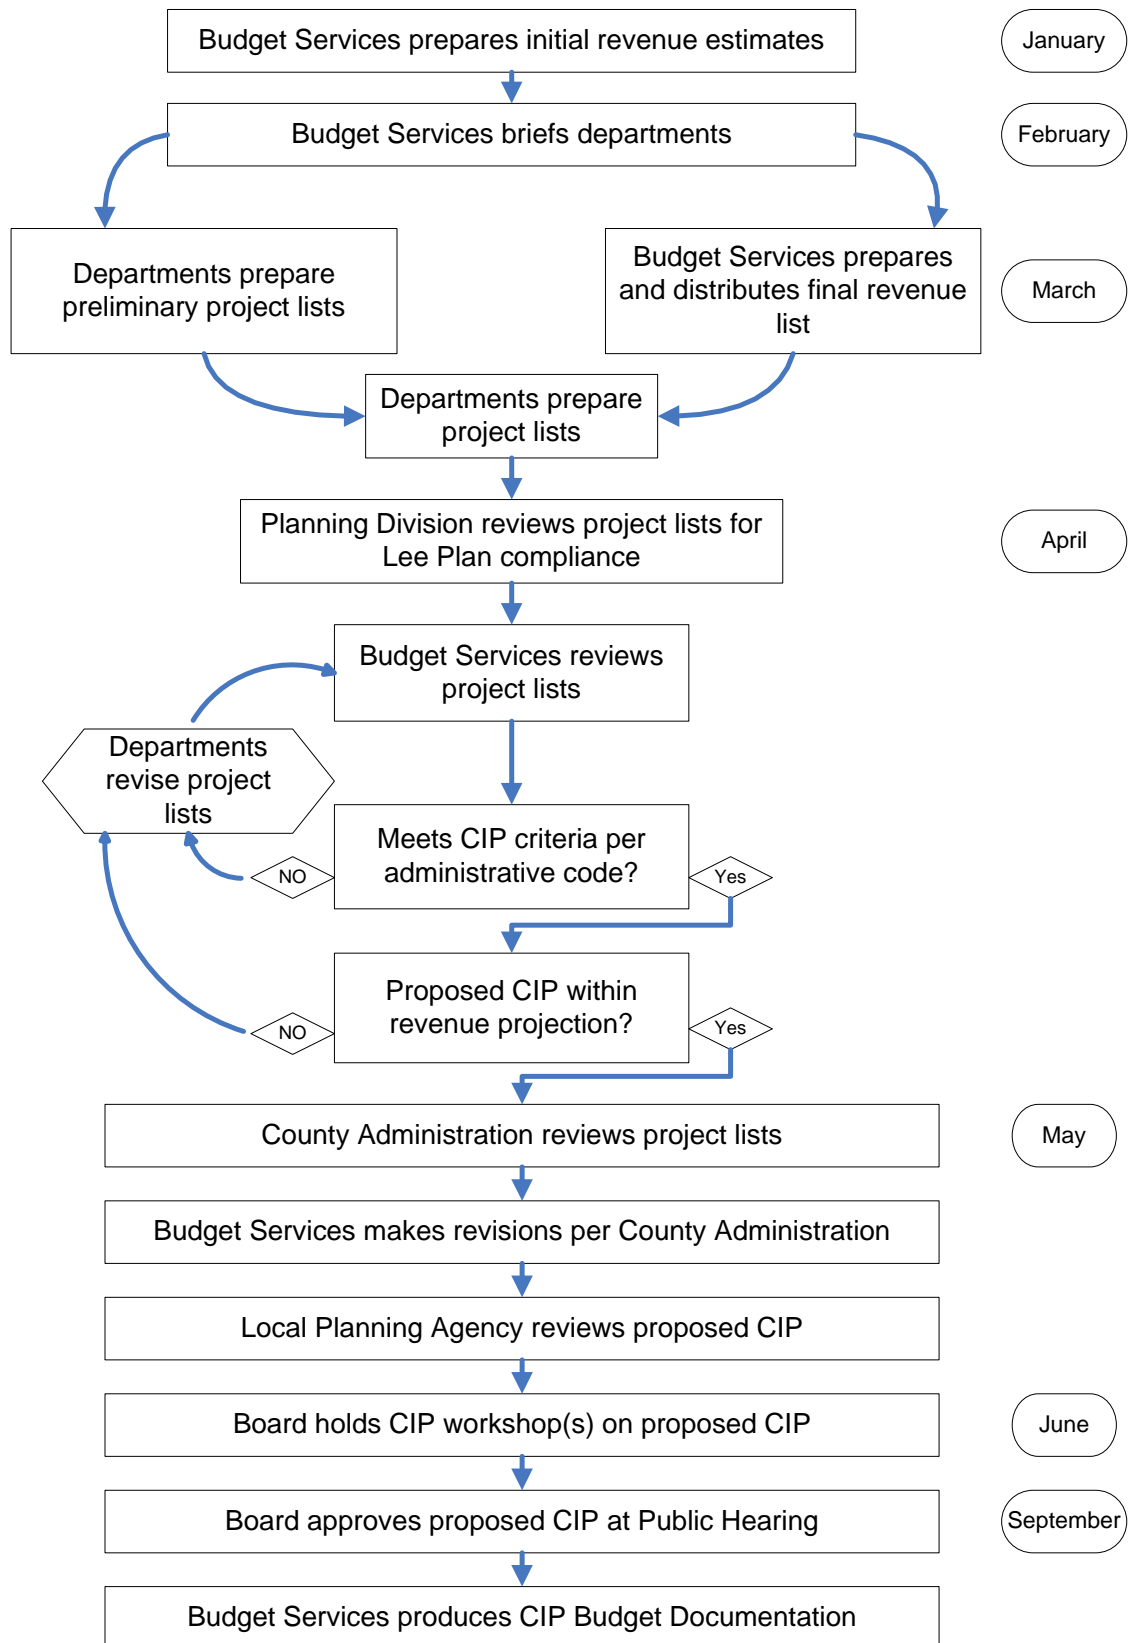 Budget Services prepares initial revenue estimates
January
Budget Services briefs departments
February
Departments prepare
preliminary project lists
Budget Services prepares
and distributes final revenue
list
March
Departments prepare
project lists
Planning Division reviews project lists for
Lee Plan compliance
April
Budget Services reviews
project lists
Departments
revise project
lists
Meets CIP criteria per
administrative code?
NO
Yes
Proposed CIP within
revenue projection?
NO
Yes
County Administration reviews project lists
May
Budget Services makes revisions per County Administration
Local Planning Agency reviews proposed CIP
Board holds CIP workshop(s) on proposed CIP
June
Board approves proposed CIP at Public Hearing
September
Budget Services produces CIP Budget Documentation